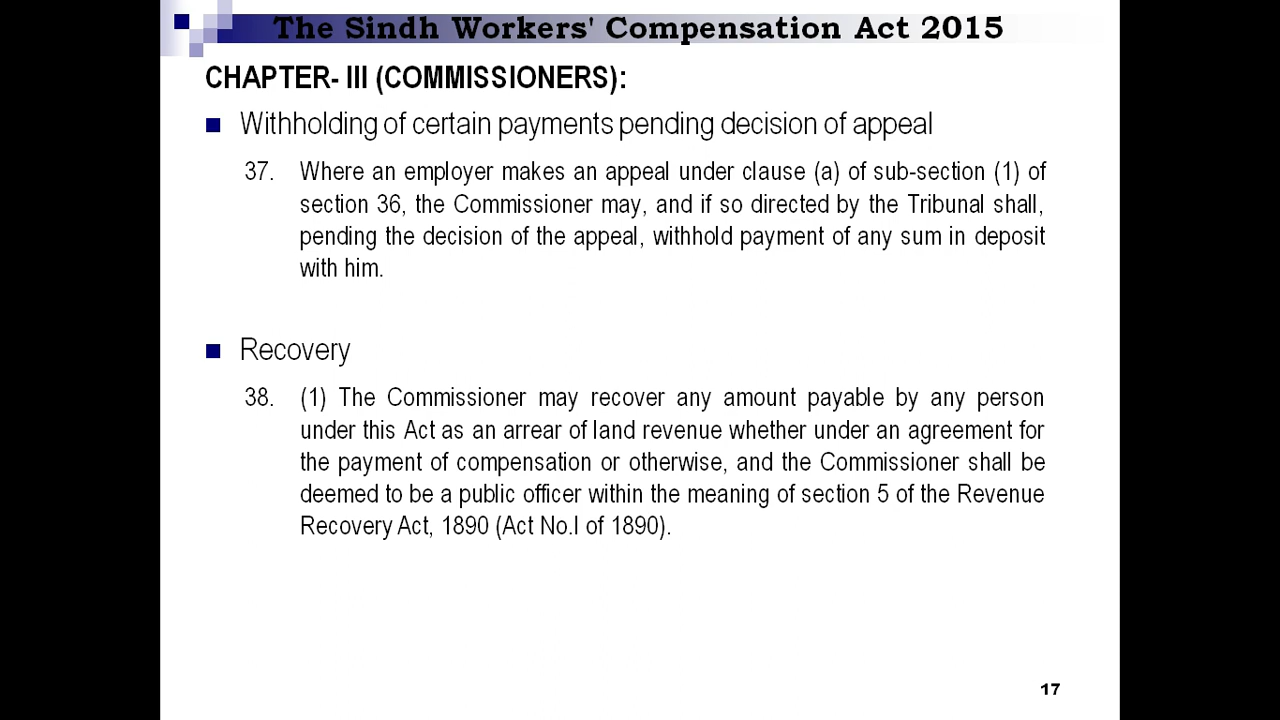 The Sindh Workers' Compensation Act 2015
CHAPTER- III (COMMISSIONERS):
Withholding of certain payments pending decision of appeal
37. Where an employer makes an appeal under clause (a) of sub-section (1) of
section 36, the Commissioner may, and if so directed by the Tribunal shall,
pending the decision of the appeal, withhold payment of any sum in deposit
with him.
Recovery
38. (1) The Commissioner may recover any amount payable by any person
under this Act as an arrear of land revenue whether under an agreement for
the payment of compensation or otherwise, and the Commissioner shall be
deemed to be a public officer within the meaning of section 5 of the Revenue
Recovery Act, 1890 (Act No.I of 1890).
17